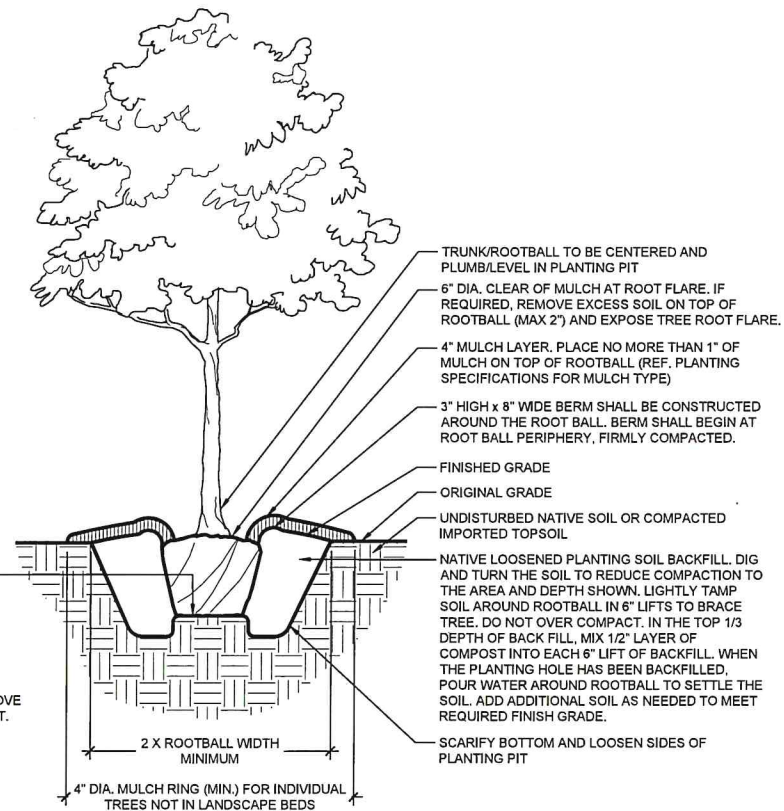 TRUNK/ROOTBALL TO BE CENTERED AND
PLUMB/LEVEL IN PLANTING PIT
6" DIA. CLEAR OF MULCH AT ROOT FLARE. IF
REQUIRED, REMOVE EXCESS SOIL ON TOP OF
ROOTBALL (MAX 2") AND EXPOSE TREE ROOT FLARE.
4" MULCH LAYER. PLACE NO MORE THAN 1" OF
MULCH ON TOP OF ROOTBALL (REF. PLANTING
SPECIFICATIONS FOR MULCH TYPE)
3" HIGH x 8" WIDE BERM SHALL BE CONSTRUCTED
AROUND THE ROOT BALL. BERM SHALL BEGIN AT
ROOT BALL PERIPHERY, FIRMLY COMPACTED.
FINISHED GRADE
ORIGINAL GRADE
UNDISTURBED NATIVE SOIL OR COMPACTED
IMPORTED TOPSOIL
NATIVE LOOSENED PLANTING SOIL BACKFILL. DIG
AND TURN THE SOIL TO REDUCE COMPACTION TO
THE AREA AND DEPTH SHOWN. LIGHTLY TAMP
SOIL AROUND ROOTBALL IN 6" LIFTS TO BRACE
TREE. DO NOT OVER COMPACT. IN THE TOP 1/3
DEPTH OF BACK FILL, MIX 1/2" LAYER OF
COMPOST INTO EACH 6" LIFT OF BACKFILL. WHEN
THE PLANTING HOLE HAS BEEN BACKFILLED,
POUR WATER AROUND ROOTBALL TO SETTLE THE
SOIL. ADD ADDITIONAL SOIL AS NEEDED TO MEET
REQUIRED FINISH GRADE.
SCARIFY BOTTOM AND LOOSEN SIDES OF
PLANTING PIT
2 X ROOTBALL WIDTH
MINIMUM
4" DIA. MULCH RING (MIN.) FOR INDIVIDUAL
TREES NOT IN LANDSCAPE BEDS